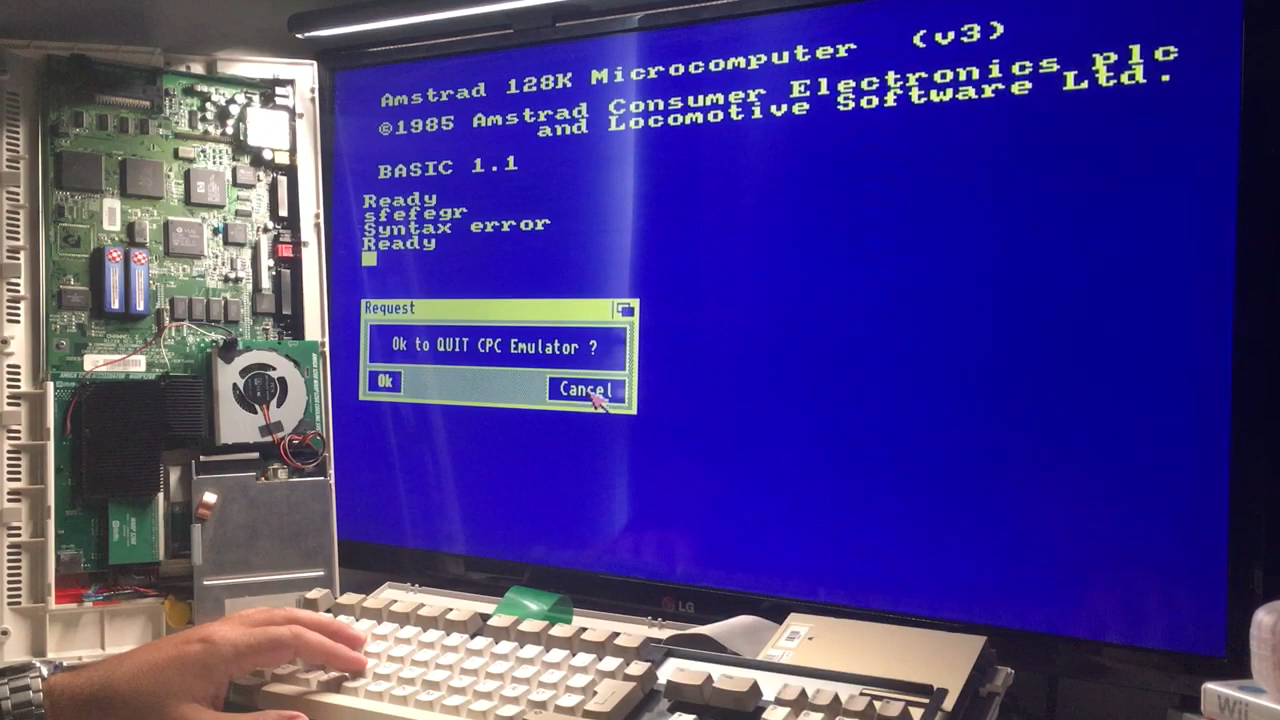 Amstrad 128K Microcomputer (v3)
©1985 Amstrad Consumer Electronics plc
and Locomotive Software Ltd.
BASIC 1.1
Ready
sfefegr
Syntax error
Ready
Request
Ok to QUIT CPC Emulator ?
Ok
Cancel
LG
Wii